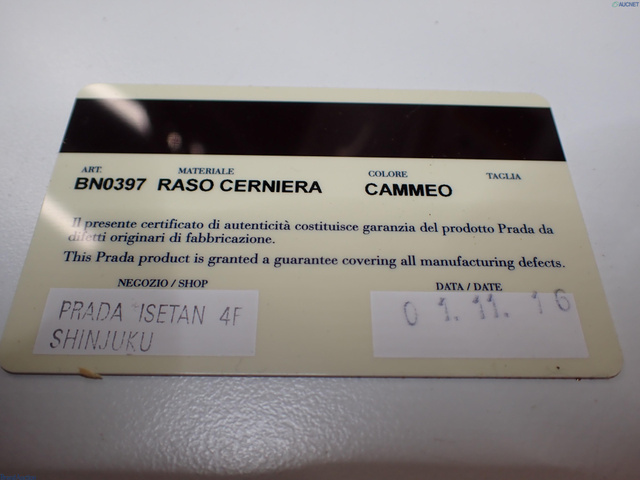 AUCNET
ART. MATERIALE COLORE TAGLIA
BN0397 RASO CERNIERA CAMMEO
Il presente certificato di autenticità costituisce garanzia del prodotto Prada da
difetti originari di fabbricazione.
This Prada product is granted a guarantee covering all manufacturing defects.
NEGOZIO / SHOP DATA / DATE
PRADA ISETAN 4F 01.11.16
SHINJUKU